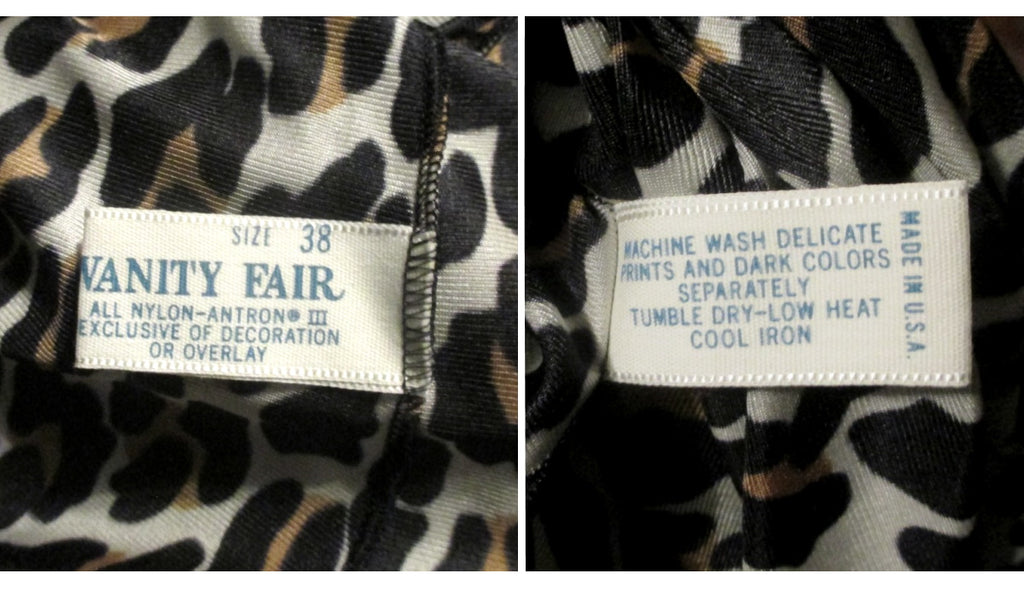 SIZE 38
VANITY FAIR
ALL NYLON-ANTRON® III
EXCLUSIVE OF DECORATION
OR OVERLAY
MACHINE WASH DELICATE
PRINTS AND DARK COLORS
SEPARATELY
TUMBLE DRY-LOW HEAT
COOL IRON
MADE IN U.S.A.